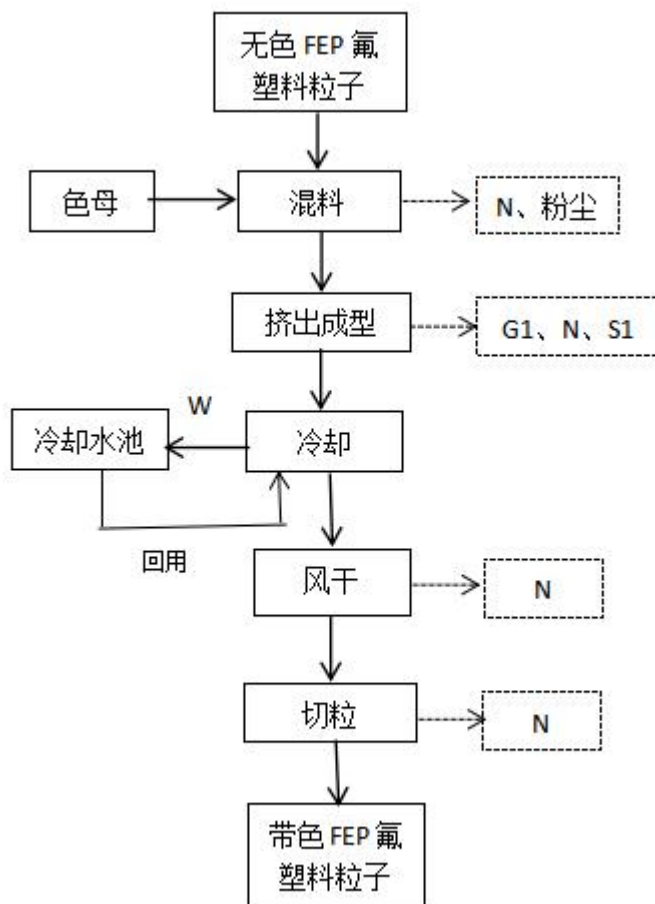 无色 FEP 氟
塑料粒子
色母
混料
N、粉尘
挤出成型
G1、N、S1
W
冷却水池
冷却
回用
风干
N
切粒
N
带色 FEP 氟
塑料粒子